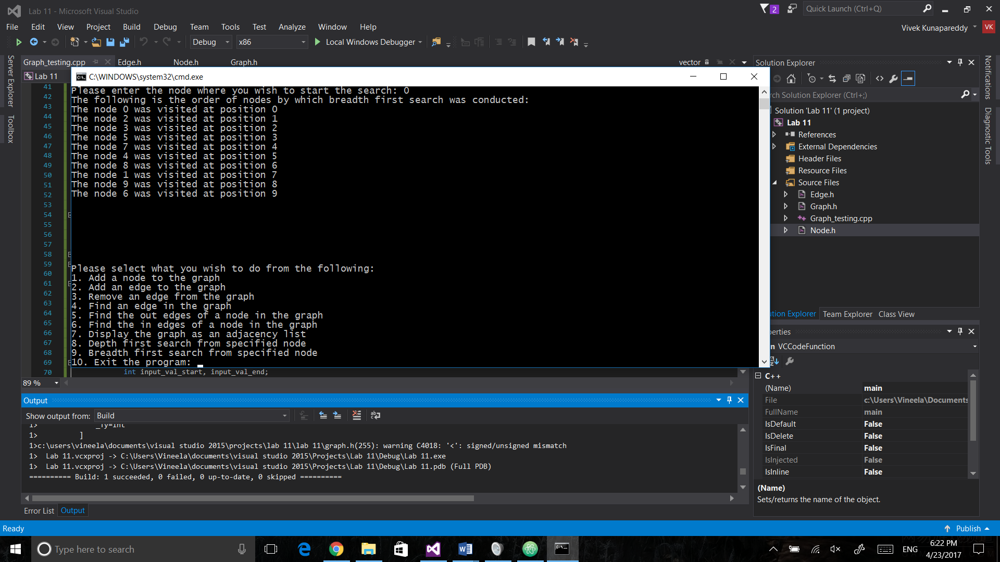 Lab 11 - Microsoft Visual Studio
2
Quick Launch (Ctrl+Q)
File Edit View Project Build Debug Team Tools Test Analyze Window Help
Vivek Kunapareddy
VK
Debug x86 Local Windows Debugger
Server Explorer
Toolbox
Graph_testing.cpp Edge.h Node.h Graph.h vector
Lab 11
41
42
43
44
45
46
47
48
49
50
51
52
53
54
55
56
57
58
59
60
61
62
63
64
65
66
67
68
69
70
C:\WINDOWS\system32\cmd.exe
Please enter the node where you wish to start the search: 0
The following is the order of nodes by which breadth first search was conducted:
The node 0 was visited at position 0
The node 2 was visited at position 1
The node 3 was visited at position 2
The node 5 was visited at position 3
The node 7 was visited at position 4
The node 4 was visited at position 5
The node 8 was visited at position 6
The node 1 was visited at position 7
The node 9 was visited at position 8
The node 6 was visited at position 9
Please select what you wish to do from the following:
1. Add a node to the graph
2. Add an edge to the graph
3. Remove an edge from the graph
4. Find an edge in the graph
5. Find the out edges of a node in the graph
6. Find the in edges of a node in the graph
7. Display the graph as an adjacency list
8. Depth first search from specified node
9. Breadth first search from specified node
10. Exit the program:
int input_val_start, input_val_end;
89 %
Output
Show output from: Build
1> _Ty=int
1> ]
1>c:\users\vineela\documents\visual studio 2015\projects\lab 11\lab 11\graph.h(255): warning C4018: '<': signed/unsigned mismatch
1> Lab 11.vcxproj -> C:\Users\Vineela\documents\visual studio 2015\Projects\Lab 11\Debug\Lab 11.exe
1> Lab 11.vcxproj -> C:\Users\Vineela\documents\visual studio 2015\Projects\Lab 11\Debug\Lab 11.pdb (Full PDB)
========== Build: 1 succeeded, 0 failed, 0 up-to-date, 0 skipped ==========
Error List Output
Solution Explorer
rch Solution Explorer (Ctrl+;)
Solution 'Lab 11' (1 project)
Lab 11
References
External Dependencies
Header Files
Resource Files
Source Files
Edge.h
Graph.h
Graph_testing.cpp
Node.h
ution Explorer Team Explorer Class View
perties
n VCCodeFunction
C++
(Name) main
File c:\Users\Vineela\Documents
FullName main
IsDefault False
IsDelete False
IsFinal False
IsInjected False
IsInline False
(Name)
Sets/returns the name of the object.
Notifications
Diagnostic Tools
Ready
Publish
Type here to search
ENG
6:22 PM
4/23/2017